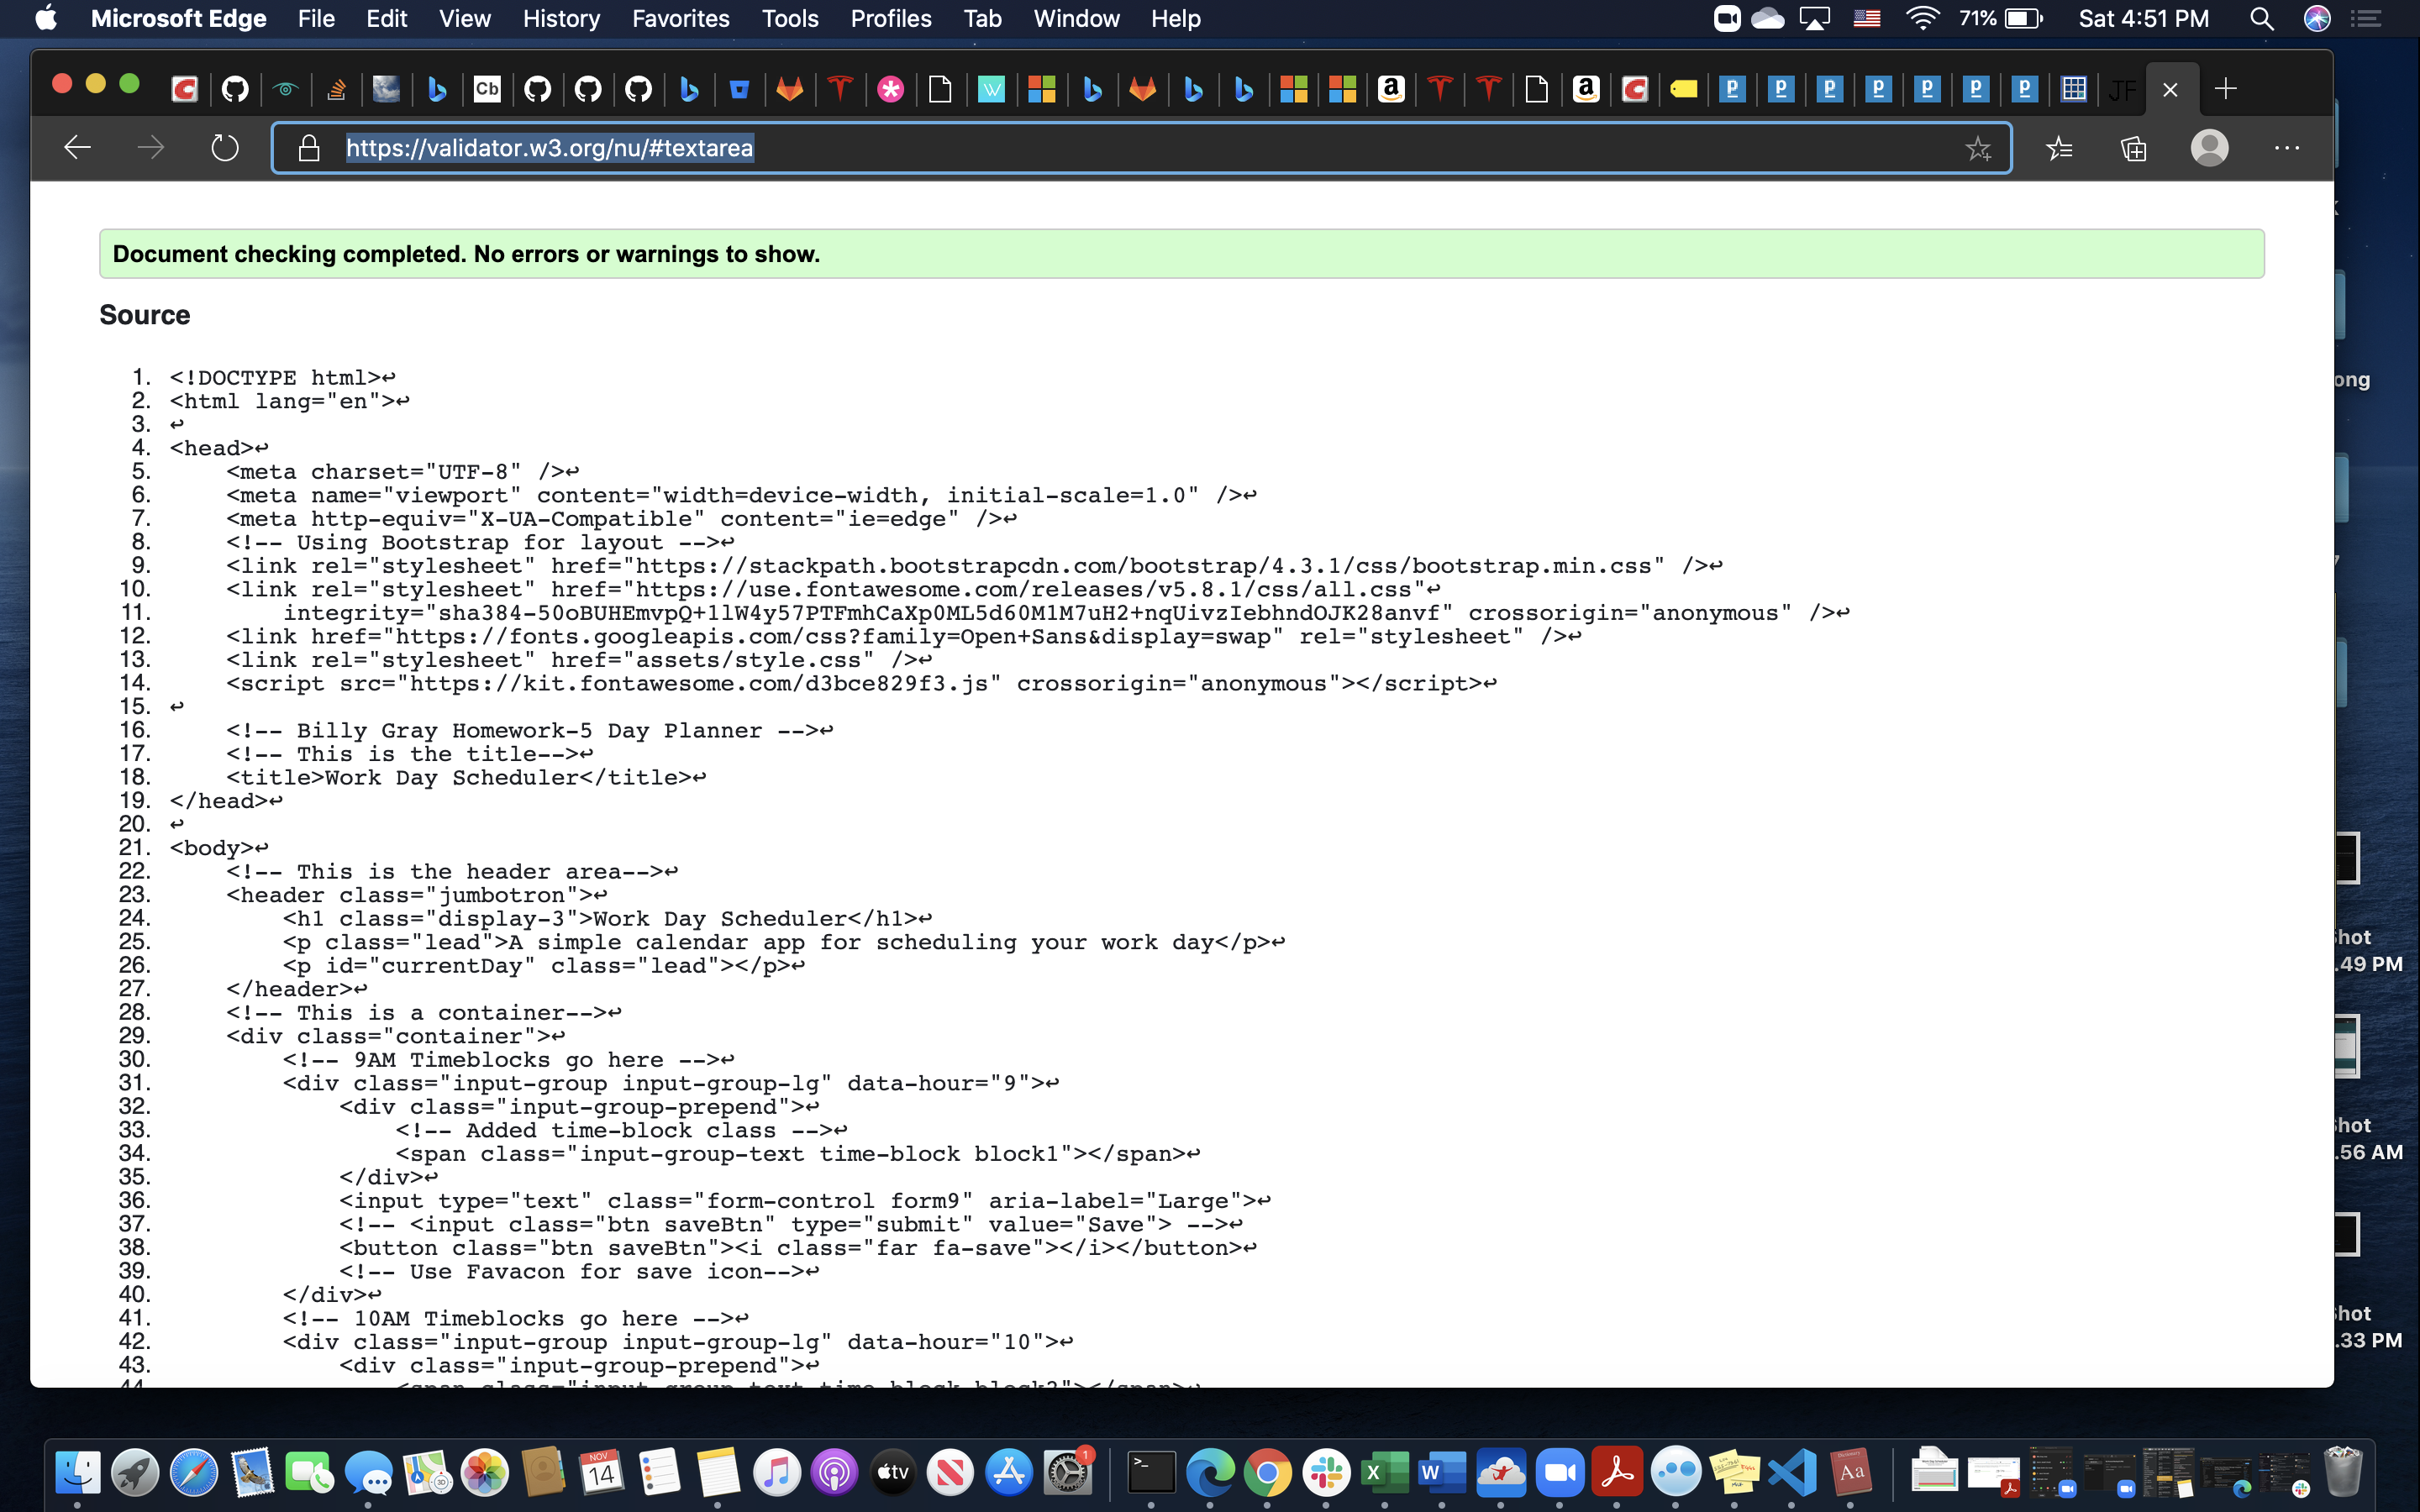 Microsoft Edge File Edit View History Favorites Tools Profiles Tab Window Help 71% Sat 4:51 PM
Cb JF
https://validator.w3.org/nu/#textarea
Document checking completed. No errors or warnings to show.
Source
1. <!DOCTYPE html>↩
2. <html lang="en">↩
3. ↩
4. <head>↩
5. <meta charset="UTF-8" />↩
6. <meta name="viewport" content="width=device-width, initial-scale=1.0" />↩
7. <meta http-equiv="X-UA-Compatible" content="ie=edge" />↩
8. <!-- Using Bootstrap for layout -->↩
9. <link rel="stylesheet" href="https://stackpath.bootstrapcdn.com/bootstrap/4.3.1/css/bootstrap.min.css" />↩
10. <link rel="stylesheet" href="https://use.fontawesome.com/releases/v5.8.1/css/all.css"↩
11. integrity="sha384-50oBUHEmvpQ+1lW4y57PTFmhCaXp0ML5d60M1M7uH2+nqUivzIebhndOJK28anvf" crossorigin="anonymous" />↩
12. <link href="https://fonts.googleapis.com/css?family=Open+Sans&display=swap" rel="stylesheet" />↩
13. <link rel="stylesheet" href="assets/style.css" />↩
14. <script src="https://kit.fontawesome.com/d3bce829f3.js" crossorigin="anonymous"></script>↩
15. ↩
16. <!-- Billy Gray Homework-5 Day Planner -->↩
17. <!-- This is the title-->↩
18. <title>Work Day Scheduler</title>↩
19. </head>↩
20. ↩
21. <body>↩
22. <!-- This is the header area-->↩
23. <header class="jumbotron">↩
24. <h1 class="display-3">Work Day Scheduler</h1>↩
25. <p class="lead">A simple calendar app for scheduling your work day</p>↩
26. <p id="currentDay" class="lead"></p>↩
27. </header>↩
28. <!-- This is a container-->↩
29. <div class="container">↩
30. <!-- 9AM Timeblocks go here -->↩
31. <div class="input-group input-group-lg" data-hour="9">↩
32. <div class="input-group-prepend">↩
33. <!-- Added time-block class -->↩
34. <span class="input-group-text time-block block1"></span>↩
35. </div>↩
36. <input type="text" class="form-control form9" aria-label="Large">↩
37. <!-- <input class="btn saveBtn" type="submit" value="Save"> -->↩
38. <button class="btn saveBtn"><i class="far fa-save"></i></button>↩
39. <!-- Use Favacon for save icon-->↩
40. </div>↩
41. <!-- 10AM Timeblocks go here -->↩
42. <div class="input-group input-group-lg" data-hour="10">↩
43. <div class="input-group-prepend">↩
44. <span class="input-group-text time-block block2"></span>↩
ong
hot
.49 PM
hot
.56 AM
hot
.33 PM
NOV
14
tv
1
X W
Aa